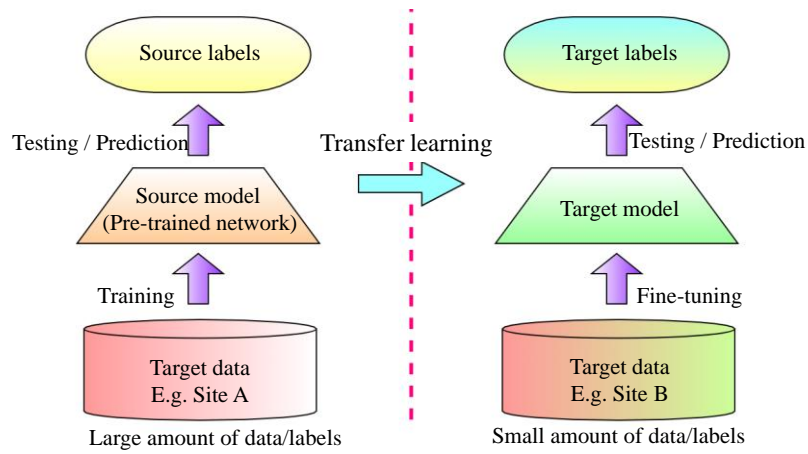 Source labels
Testing / Prediction
Source model
(Pre-trained network)
Training
Target data
E.g. Site A
Large amount of data/labels
Transfer learning
Target labels
Testing / Prediction
Target model
Fine-tuning
Target data
E.g. Site B
Small amount of data/labels